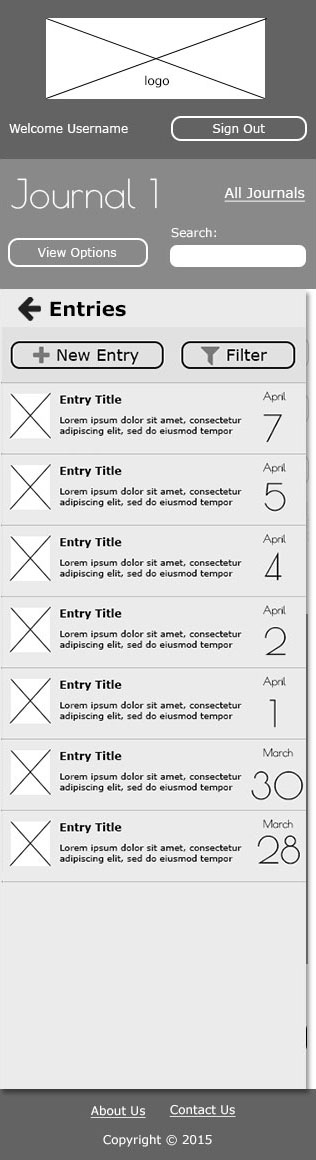 logo
Welcome Username
Sign Out
Journal 1
All Journals
Search:
View Options
Entries
New Entry
Filter
Entry Title
Lorem ipsum dolor sit amet, consectetur
adipiscing elit, sed do eiusmod tempor
April
7
Entry Title
Lorem ipsum dolor sit amet, consectetur
adipiscing elit, sed do eiusmod tempor
April
5
Entry Title
Lorem ipsum dolor sit amet, consectetur
adipiscing elit, sed do eiusmod tempor
April
4
Entry Title
Lorem ipsum dolor sit amet, consectetur
adipiscing elit, sed do eiusmod tempor
April
2
Entry Title
Lorem ipsum dolor sit amet, consectetur
adipiscing elit, sed do eiusmod tempor
April
1
Entry Title
Lorem ipsum dolor sit amet, consectetur
adipiscing elit, sed do eiusmod tempor
March
30
Entry Title
Lorem ipsum dolor sit amet, consectetur
adipiscing elit, sed do eiusmod tempor
March
28
About Us
Contact Us
Copyright © 2015